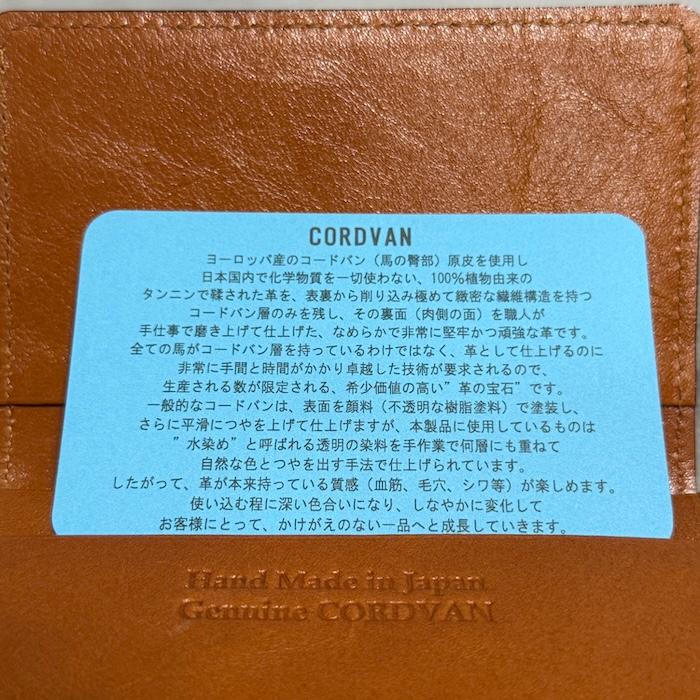 CORDVAN
ヨーロッパ産のコードバン（馬の臀部）原皮を使用し
日本国内で化学物質を一切使わない、100%植物由来の
タンニンで鞣された革を、表裏から削り込み極めて緻密な繊維構造を持つ
コードバン層のみを残し、その裏面（肉側の面）を職人が
手仕事で磨き上げて仕上げた、なめらかで非常に堅牢かつ頑強な革です。
全ての馬がコードバン層を持っているわけではなく、革として仕上げるのに
非常に手間と時間がかかり卓越した技術が要求されるので、
生産される数が限定される、希少価値の高い”革の宝石”です。
一般的なコードバンは、表面を顔料（不透明な樹脂塗料）で塗装し、
さらに平滑につやを上げて仕上げますが、本製品に使用しているものは
”水染め”と呼ばれる透明の染料を手作業で何層にも重ねて
自然な色とつやを出す手法で仕上げられています。
したがって、革が本来持っている質感（血筋、毛穴、シワ等）が楽しめます。
使い込む程に深い色合いになり、しなやかに変化して
お客様にとって、かけがえのない一品へと成長していきます。
Hand Made in Japan
Genuine CORDVAN